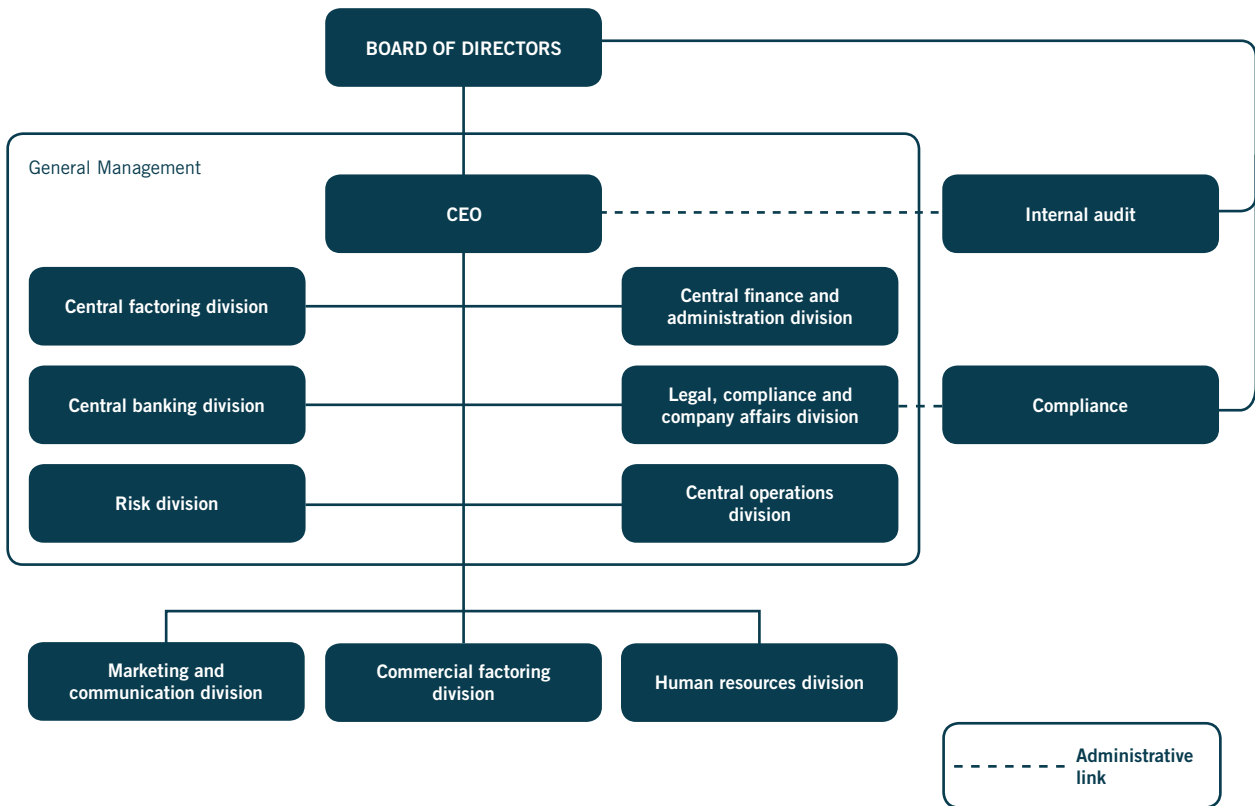 BOARD OF DIRECTORS
General Management
CEO
Internal audit
Central factoring division
Central finance and
administration division
Central banking division
Legal, compliance and
company affairs division
Compliance
Risk division
Central operations
division
Marketing and
communication division
Commercial factoring
division
Human resources division
Administrative
link